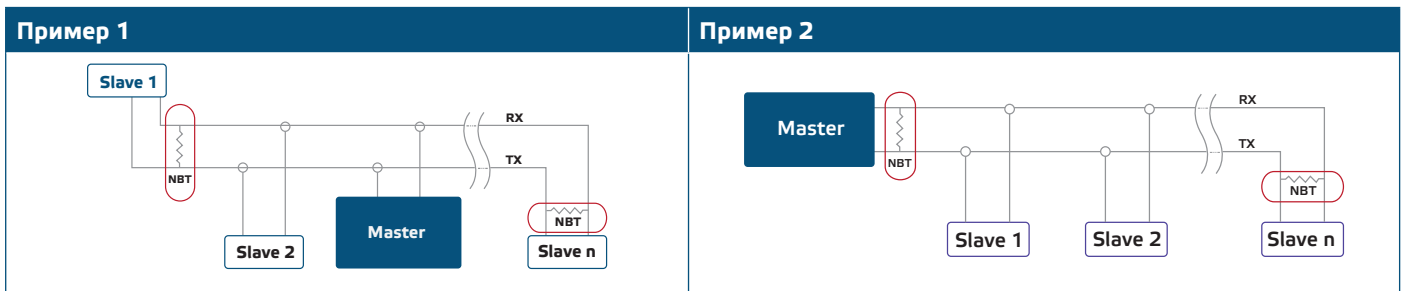 Пример 1
Slave 1
RX
TX
NBT
NBT
Slave 2
Master
Slave n
Пример 2
Master
RX
TX
NBT
NBT
Slave 1
Slave 2
Slave n